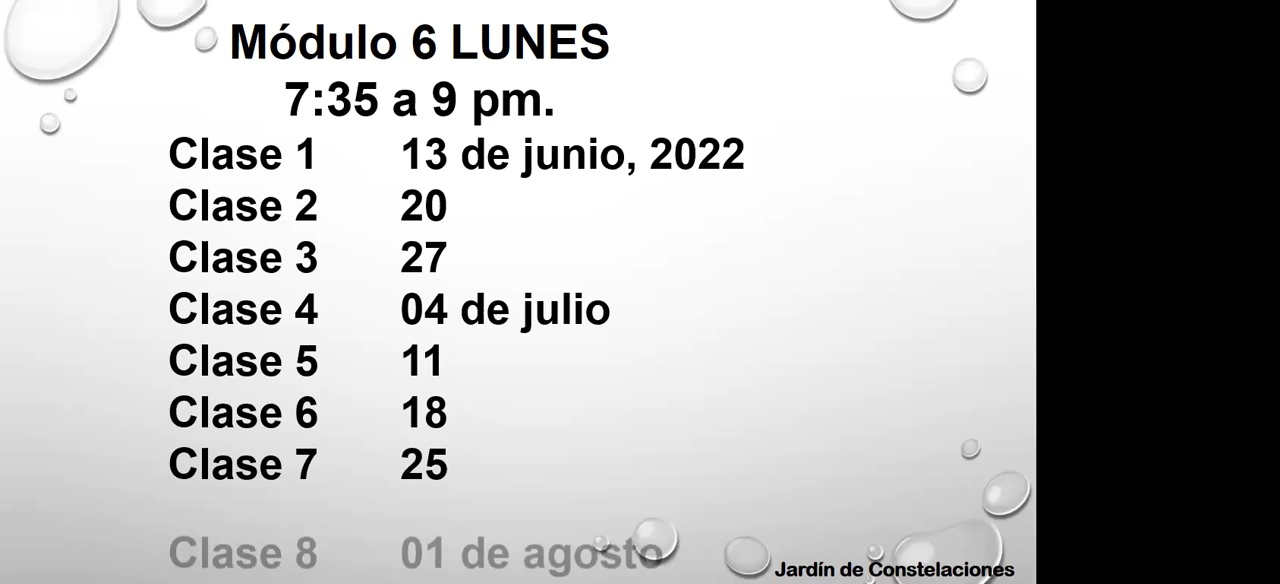 Módulo 6 LUNES
7:35 a 9 pm.
Clase 1 13 de junio, 2022
Clase 2 20
Clase 3 27
Clase 4 04 de julio
Clase 5 11
Clase 6 18
Clase 7 25
Clase 8 01 de agosto
Jardín de Constelaciones